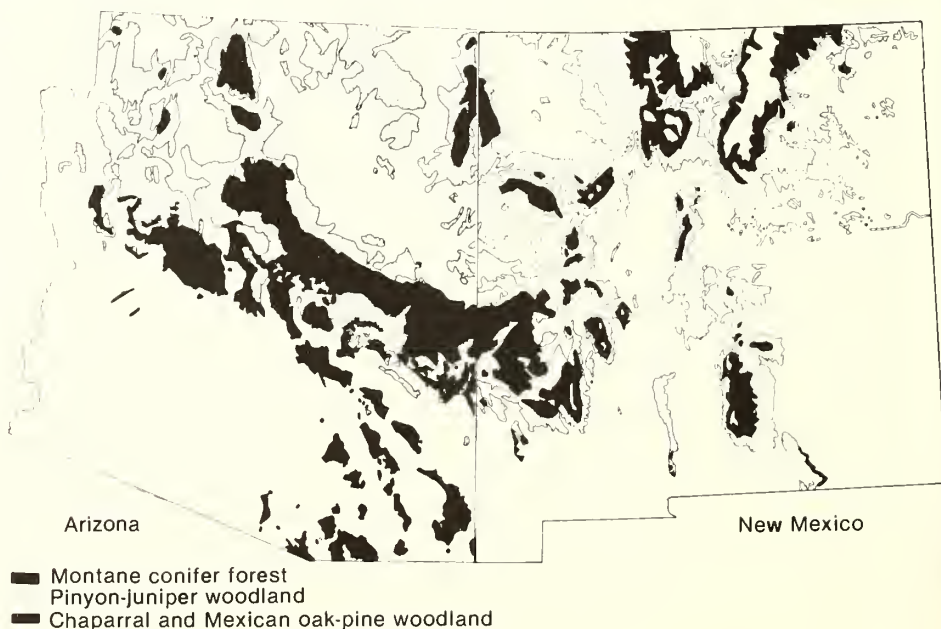 Arizona
New Mexico
Montane conifer forest
Pinyon-juniper woodland
Chaparral and Mexican oak-pine woodland